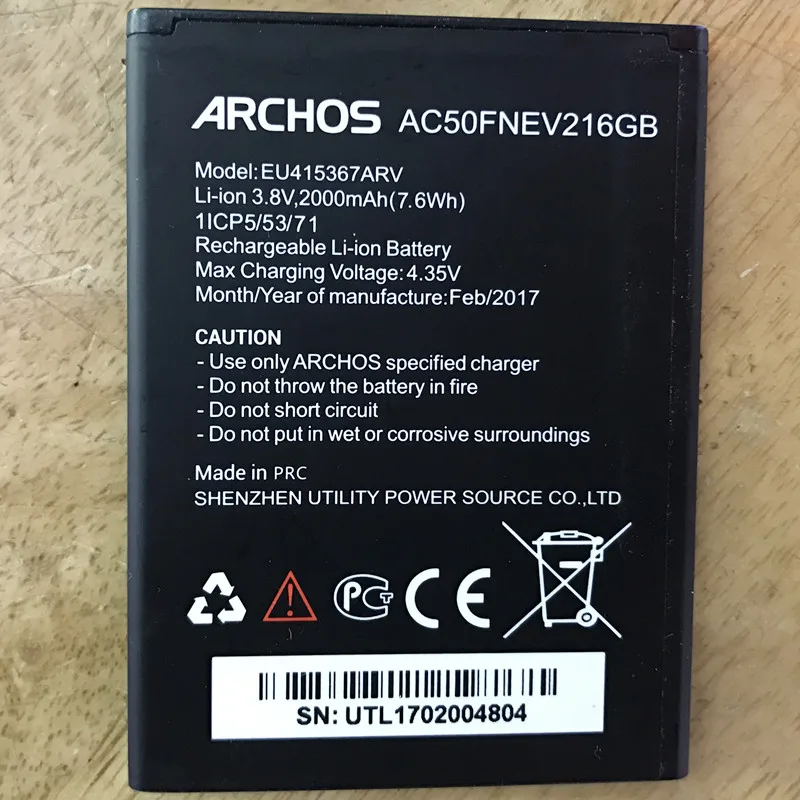 ARCHOS AC50FNEV216GB
Model:EU415367ARV
Li-ion 3.8V,2000mAh(7.6Wh)
1ICP5/53/71
Rechargeable Li-ion Battery
Max Charging Voltage:4.35V
Month/Year of manufacture:Feb/2017
CAUTION
- Use only ARCHOS specified charger
- Do not throw the battery in fire
- Do not short circuit
- Do not put in wet or corrosive surroundings
Made in PRC
SHENZHEN UTILITY POWER SOURCE CO.,LTD
PCT CE
SN: UTL1702004804